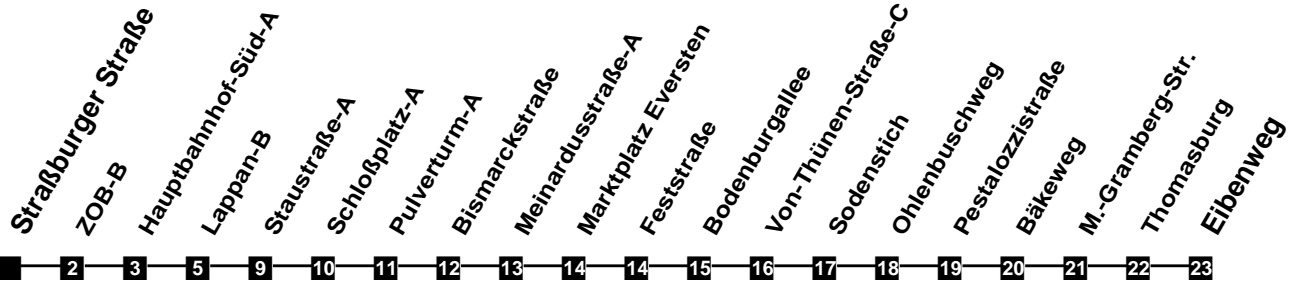 Straßburger Straße
ZOB-B
Hauptbahnhof-Süd-A
Lappan-B
Staustraße-A
Schloßplatz-A
Pulverturm-A
Bismarckstraße
Meinardusstraße-A
Marktplatz Eversten
Feststraße
Bodenburgallee
Von-Thünen-Straße-C
Sodenstich
Ohlenbuschweg
Pestalozzistraße
Bäkeweg
M.-Gramberg-Str.
Thomasburg
Eibenweg
2 3 5 9 10 11 12 13 14 14 15 16 17 18 19 20 21 22 23